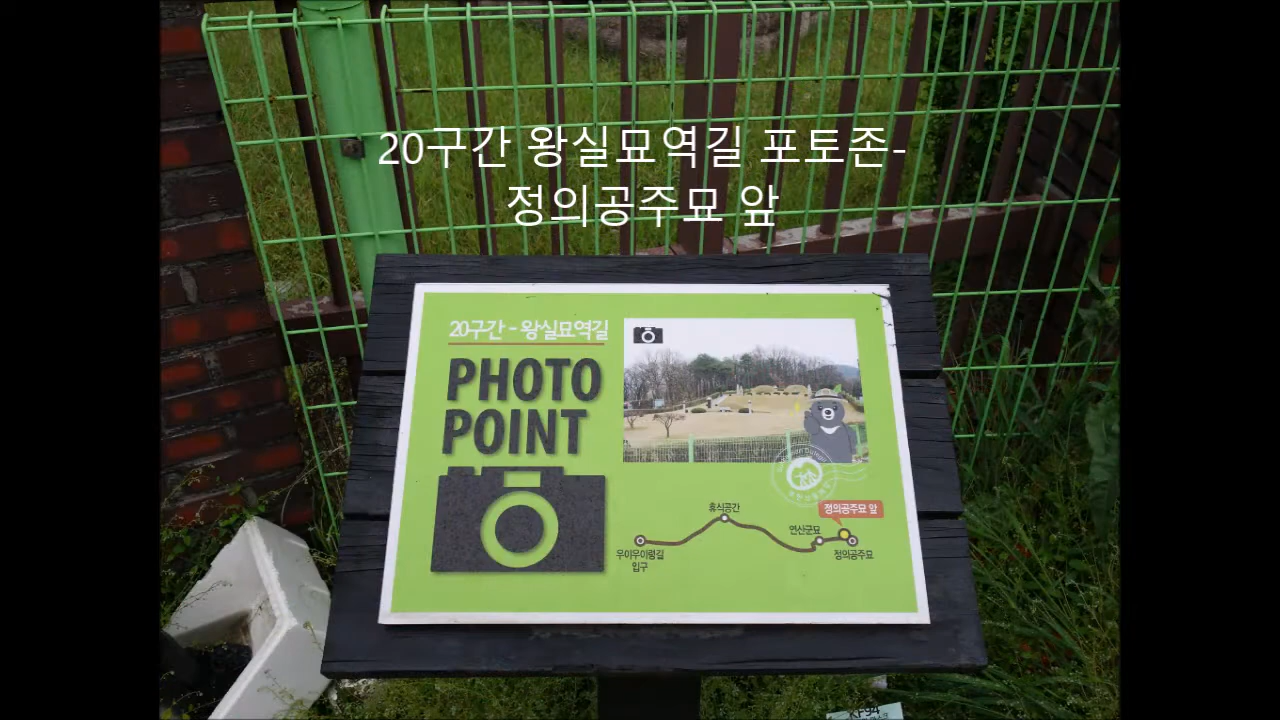 20구간 왕실묘역길 포토존-
정의공주묘 앞
20구간 - 왕실묘역길
PHOTO
POINT
휴식공간
정의공주묘 앞
연산군묘
우이우이령길
입구
정의공주묘
KF94